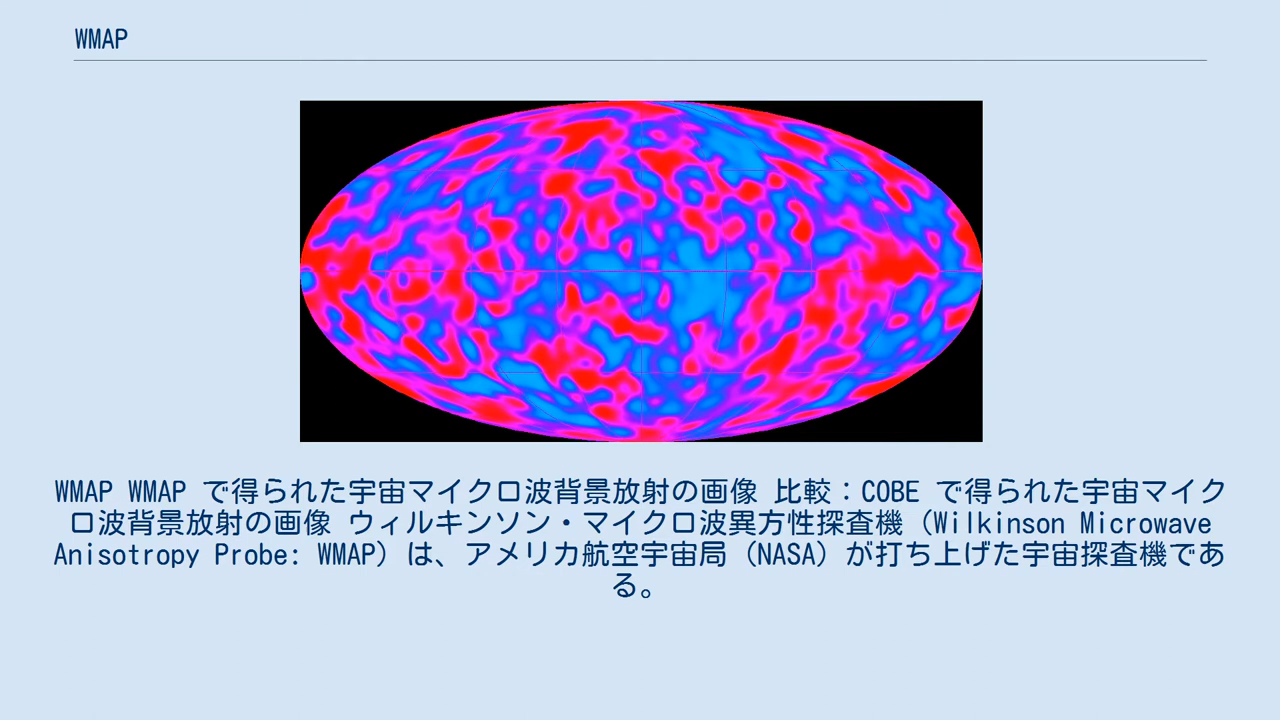 WMAP
WMAP WMAP で得られた宇宙マイクロ波背景放射の画像 比較：COBE で得られた宇宙マイク
ロ波背景放射の画像 ウィルキンソン・マイクロ波異方性探査機（Wilkinson Microwave
Anisotropy Probe: WMAP）は、アメリカ航空宇宙局（NASA）が打ち上げた宇宙探査機であ
る。